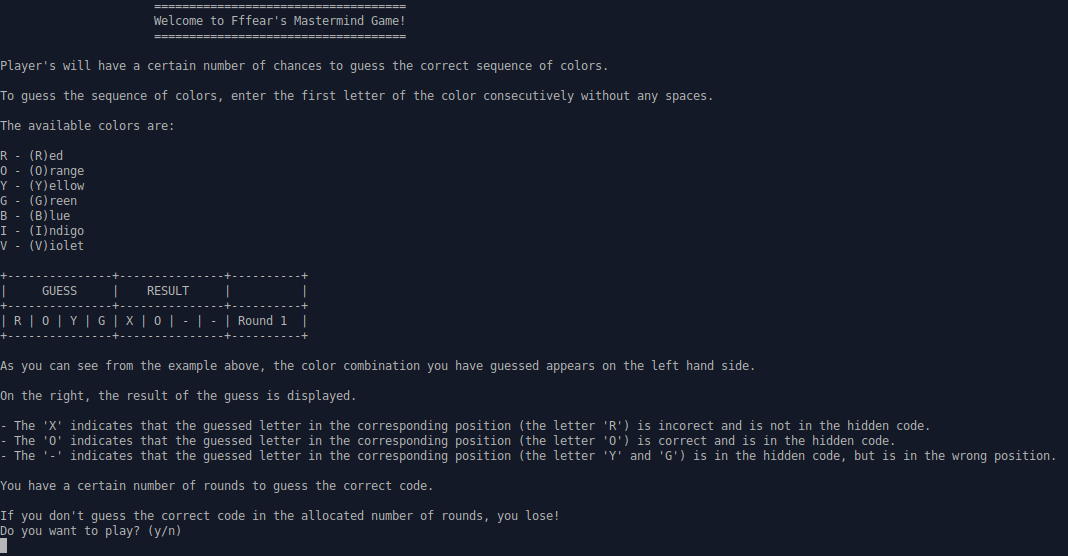 ====================================
Welcome to Fffear's Mastermind Game!
====================================
Player's will have a certain number of chances to guess the correct sequence of colors.
To guess the sequence of colors, enter the first letter of the color consecutively without any spaces.
The available colors are:
R - (R)ed
O - (O)range
Y - (Y)ellow
G - (G)reen
B - (B)lue
I - (I)ndigo
V - (V)iolet
+---------------+---------------+----------+
|     GUESS     |    RESULT     |          |
+---------------+---------------+----------+
| R | O | Y | G | X | O | - | - | Round 1  |
+---------------+---------------+----------+
As you can see from the example above, the color combination you have guessed appears on the left hand side.
On the right, the result of the guess is displayed.
- The 'X' indicates that the guessed letter in the corresponding position (the letter 'R') is incorect and is not in the hidden code.
- The 'O' indicates that the guessed letter in the corresponding position (the letter 'O') is correct and is in the hidden code.
- The '-' indicates that the guessed letter in the corresponding position (the letter 'Y' and 'G') is in the hidden code, but is in the wrong position.
You have a certain number of rounds to guess the correct code.
If you don't guess the correct code in the allocated number of rounds, you lose!
Do you want to play? (y/n)